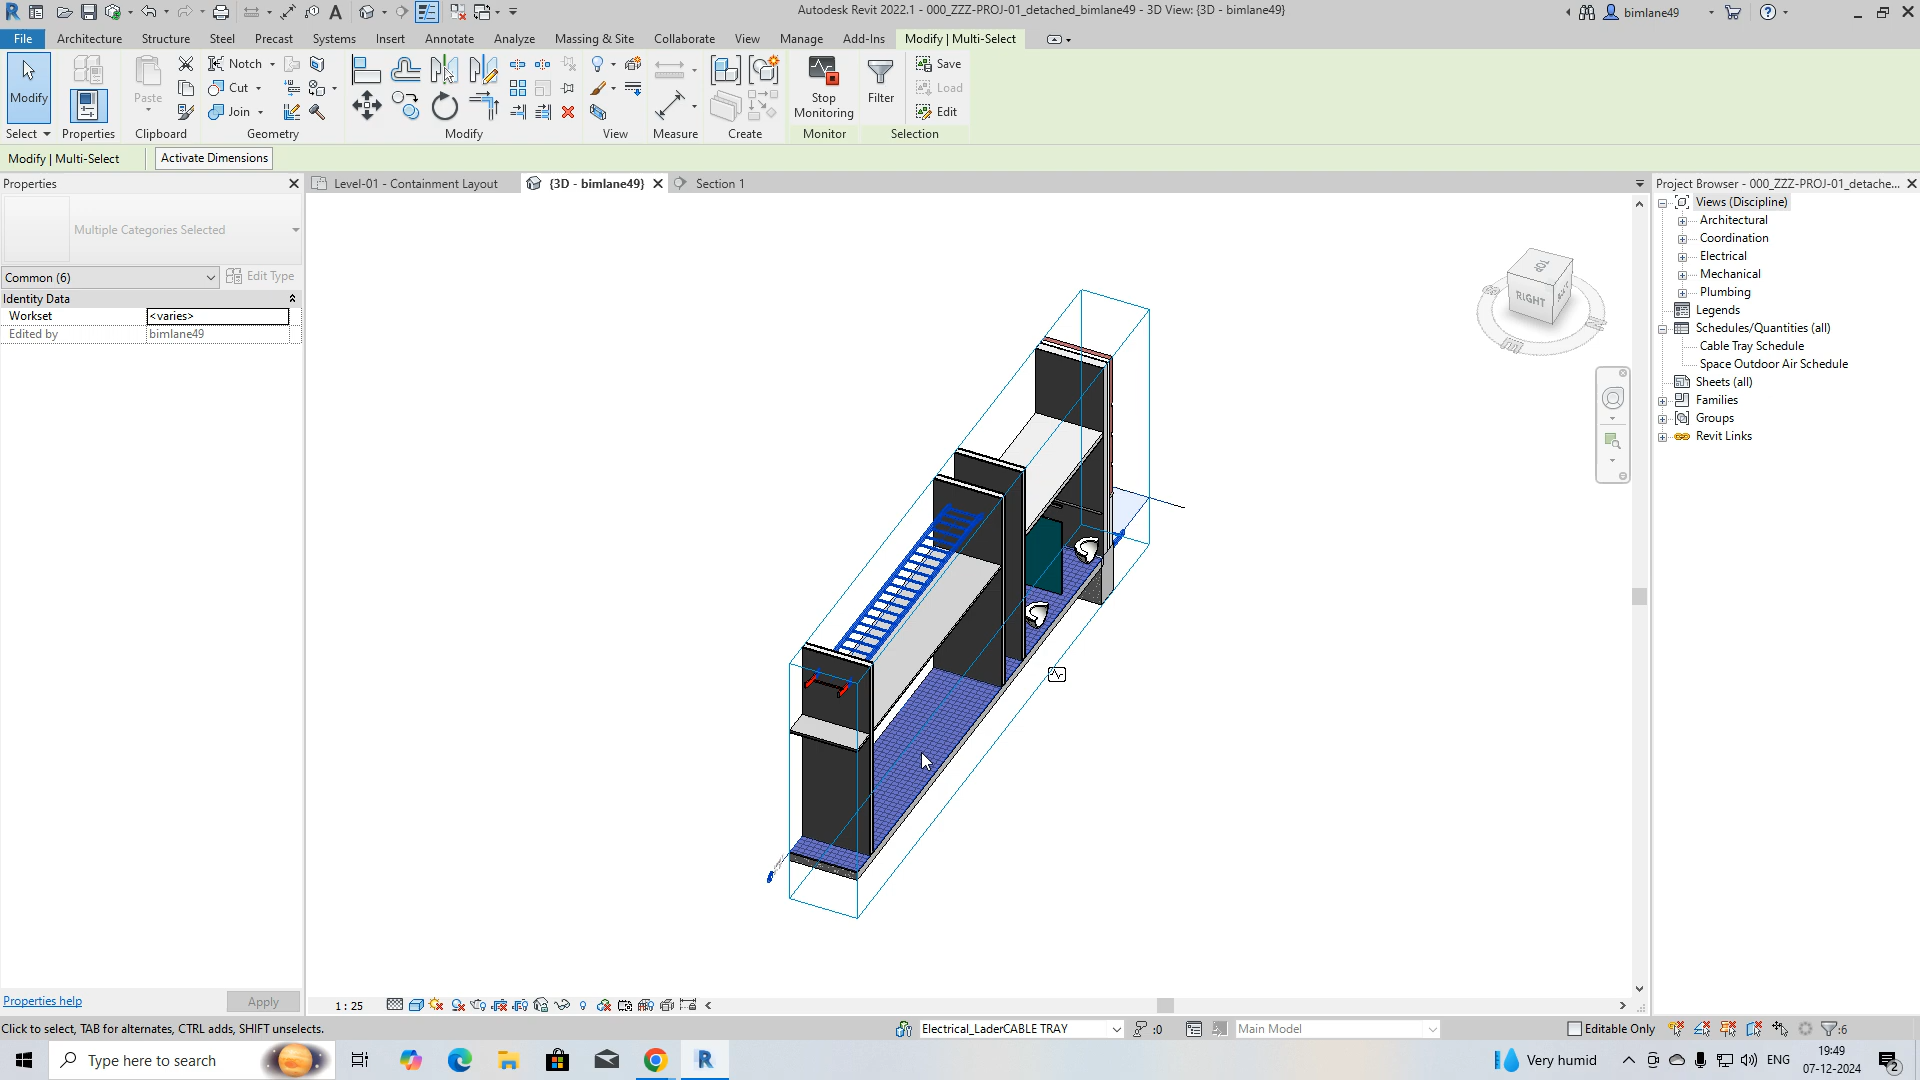 Autodesk Revit 2022.1 - 000_ZZZ-PROJ-01_detached_bimlane49 - 3D View: {3D - bimlane49}
bimlane49
File Architecture Structure Steel Precast Systems Insert Annotate Analyze Massing & Site Collaborate View Manage Add-Ins Modify | Multi-Select
Modify
Paste
Notch
Cut
Join
Stop
Monitoring
Filter
Save
Load
Edit
Select Properties Clipboard Geometry Modify View Measure Create Monitor Selection
Modify | Multi-Select Activate Dimensions
Properties
Level-01 - Containment Layout {3D - bimlane49} Section 1
Project Browser - 000_ZZZ-PROJ-01_detache...
Multiple Categories Selected
Common (6) Edit Type
Identity Data
Workset <varies>
Edited by bimlane49
TOP
RIGHT
Views (Discipline)
Architectural
Coordination
Electrical
Mechanical
Plumbing
Legends
Schedules/Quantities (all)
Cable Tray Schedule
Space Outdoor Air Schedule
Sheets (all)
Families
Groups
Revit Links
Properties help Apply
1 : 25
Click to select, TAB for alternates, CTRL adds, SHIFT unselects.
Electrical_LaderCABLE TRAY :0 Main Model Editable Only :6
Type here to search
Very humid ENG 19:49
07-12-2024 2